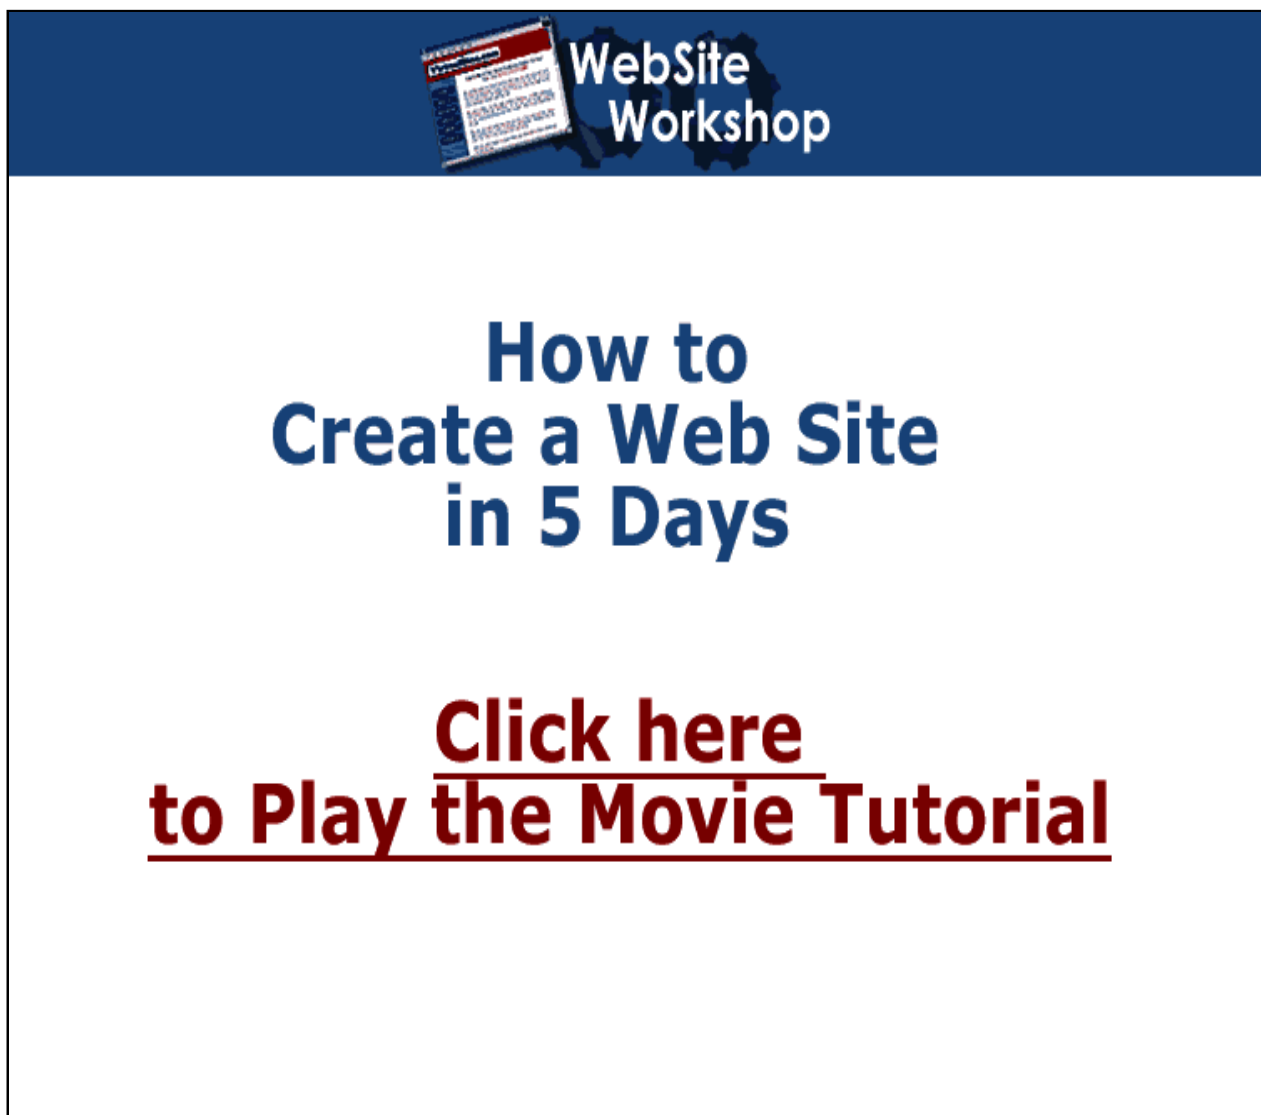 WebSite
Workshop
How to
Create a Web Site
in 5 Days
Click here
to Play the Movie Tutorial